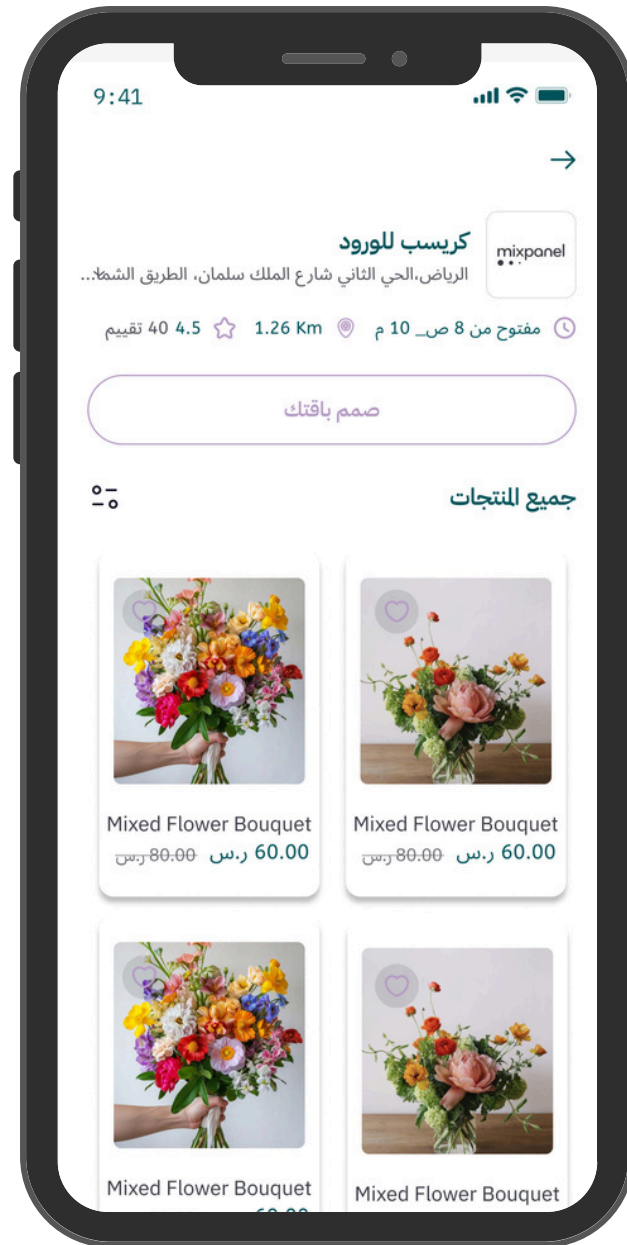 9:41
mixpanel
كريسب للورود
الرياض،الحي الثاني شارع الملك سلمان، الطريق
مفتوح من 8 ص_ 10 م 1.26 Km 4.5 40 تقييم
صمم باقتك
جميع المنتجات
Mixed Flower Bouquet
60.00 ر.س 80.00 ر.س
Mixed Flower Bouquet
60.00 ر.س 80.00 ر.س
Mixed Flower Bouquet
Mixed Flower Bouquet